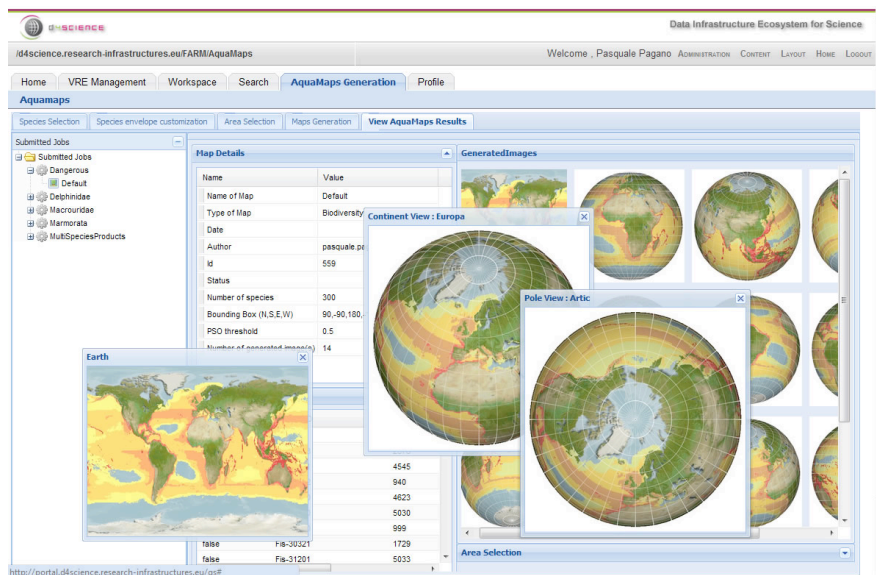 d4science
Data Infrastructure Ecosystem for Science
/d4science.research-infrastructures.eu/FARM/AquaMaps
Welcome , Pasquale Pagano Administration Content Layout Home Logout
Home VRE Management Workspace Search AquaMaps Generation Profile
Aquamaps
Species Selection Species envelope customization Area Selection Maps Generation View AquaMaps Results
Submitted Jobs
Submitted Jobs
Dangerous
Default
Delphinidae
Macrouridae
Marmorata
MultiSpeciesProducts
Map Details
Name Value
Name of Map Default
Type of Map Biodiversity
Date
Author pasquale.pa
Id 559
Status
Number of species 300
Bounding Box (N,S,E,W) 90,-90,180,-
PSO threshold 0.5
Number of generated image(s) 14
GeneratedImages
Continent View : Europa
Pole View : Artic
Earth
4545
940
4623
5030
999
false Fis-30321 1729
false Fis-31201 5033
Area Selection
http://portal.d4science.research-infrastructures.eu/gs#